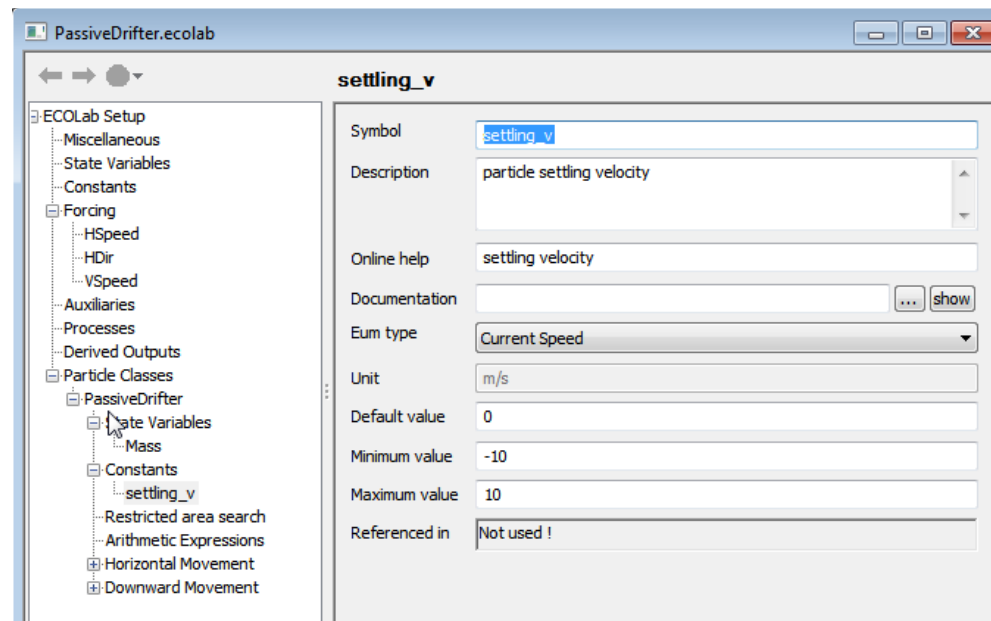 PassiveDrifter.ecolab
settling_v
ECOLab Setup
Miscellaneous
State Variables
Constants
Forcing
HSpeed
HDir
VSpeed
Auxiliaries
Processes
Derived Outputs
Particle Classes
PassiveDrifter
State Variables
Mass
Constants
settling_v
Restricted area search
Arithmetic Expressions
Horizontal Movement
Downward Movement
Symbol settling_v
Description particle settling velocity
Online help settling velocity
Documentation ... show
Eum type Current Speed
Unit m/s
Default value 0
Minimum value -10
Maximum value 10
Referenced in Not used !